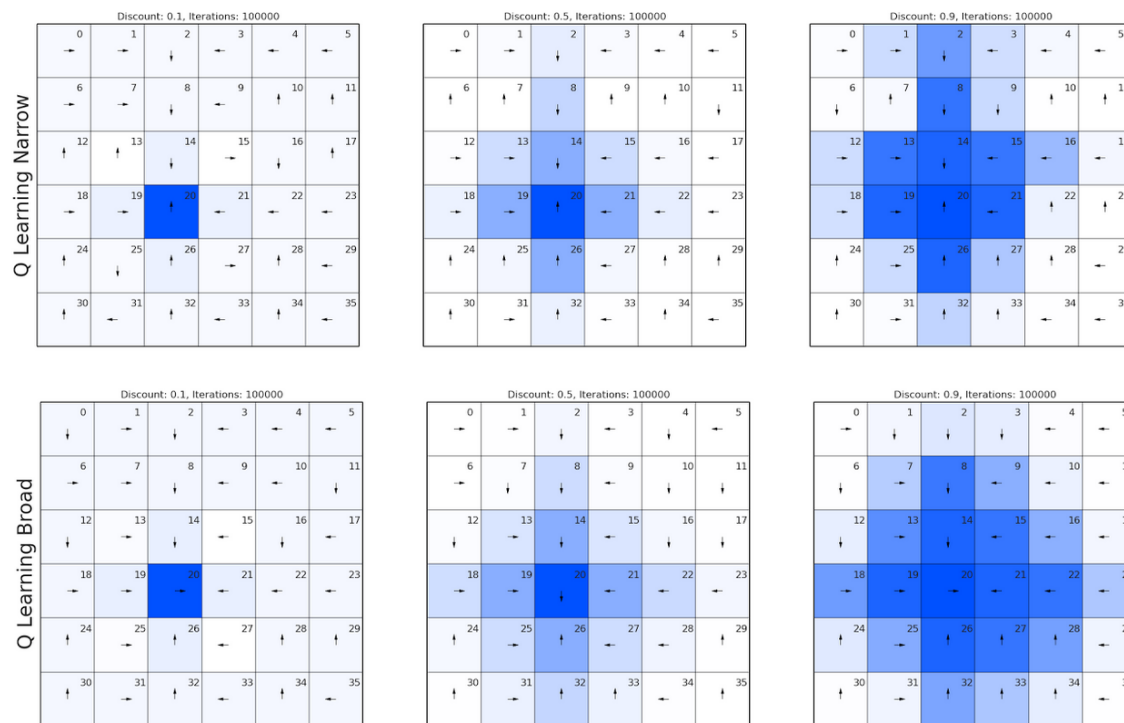 Discount: 0.1, Iterations: 100000
Discount: 0.5, Iterations: 100000
Discount: 0.9, Iterations: 100000
Q Learning Narrow
0 1 2 3 4 5
0 1 2 3 4 5
0 1 2 3 4 5
6 7 8 9 10 11
6 7 8 9 10 11
6 7 8 9 10
12 13 14 15 16 17
12 13 14 15 16 17
12 13 14 15 16
18 19 20 21 22 23
18 19 20 21 22 23
18 19 20 21 22
24 25 26 27 28 29
24 25 26 27 28 29
24 25 26 27 28
30 31 32 33 34 35
30 31 32 33 34 35
30 31 32 33 34
Discount: 0.1, Iterations: 100000
Discount: 0.5, Iterations: 100000
Discount: 0.9, Iterations: 100000
Q Learning Broad
0 1 2 3 4 5
0 1 2 3 4 5
0 1 2 3 4 5
6 7 8 9 10 11
6 7 8 9 10 11
6 7 8 9 10
12 13 14 15 16 17
12 13 14 15 16 17
12 13 14 15 16
18 19 20 21 22 23
18 19 20 21 22 23
18 19 20 21 22
24 25 26 27 28 29
24 25 26 27 28 29
24 25 26 27 28
30 31 32 33 34 35
30 31 32 33 34 35
30 31 32 33 34